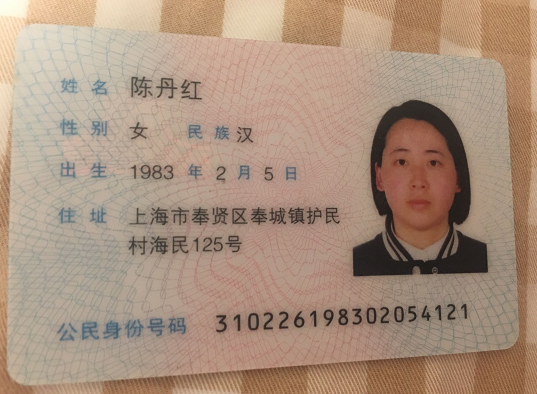 姓名 陈丹红
性别 女 民族 汉
出生 1983 年 2 月 5 日
住址 上海市奉贤区奉城镇护民
村海民125号
公民身份号码 310226198302054121